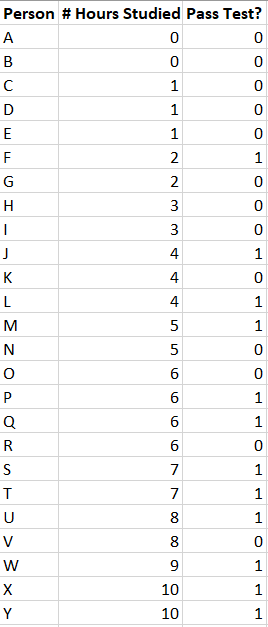 Person # Hours Studied Pass Test?
A 0 0
B 0 0
C 1 0
D 1 0
E 1 0
F 2 1
G 2 0
H 3 0
I 3 0
J 4 1
K 4 0
L 4 1
M 5 1
N 5 0
O 6 0
P 6 1
Q 6 1
R 6 0
S 7 1
T 7 1
U 8 1
V 8 0
W 9 1
X 10 1
Y 10 1